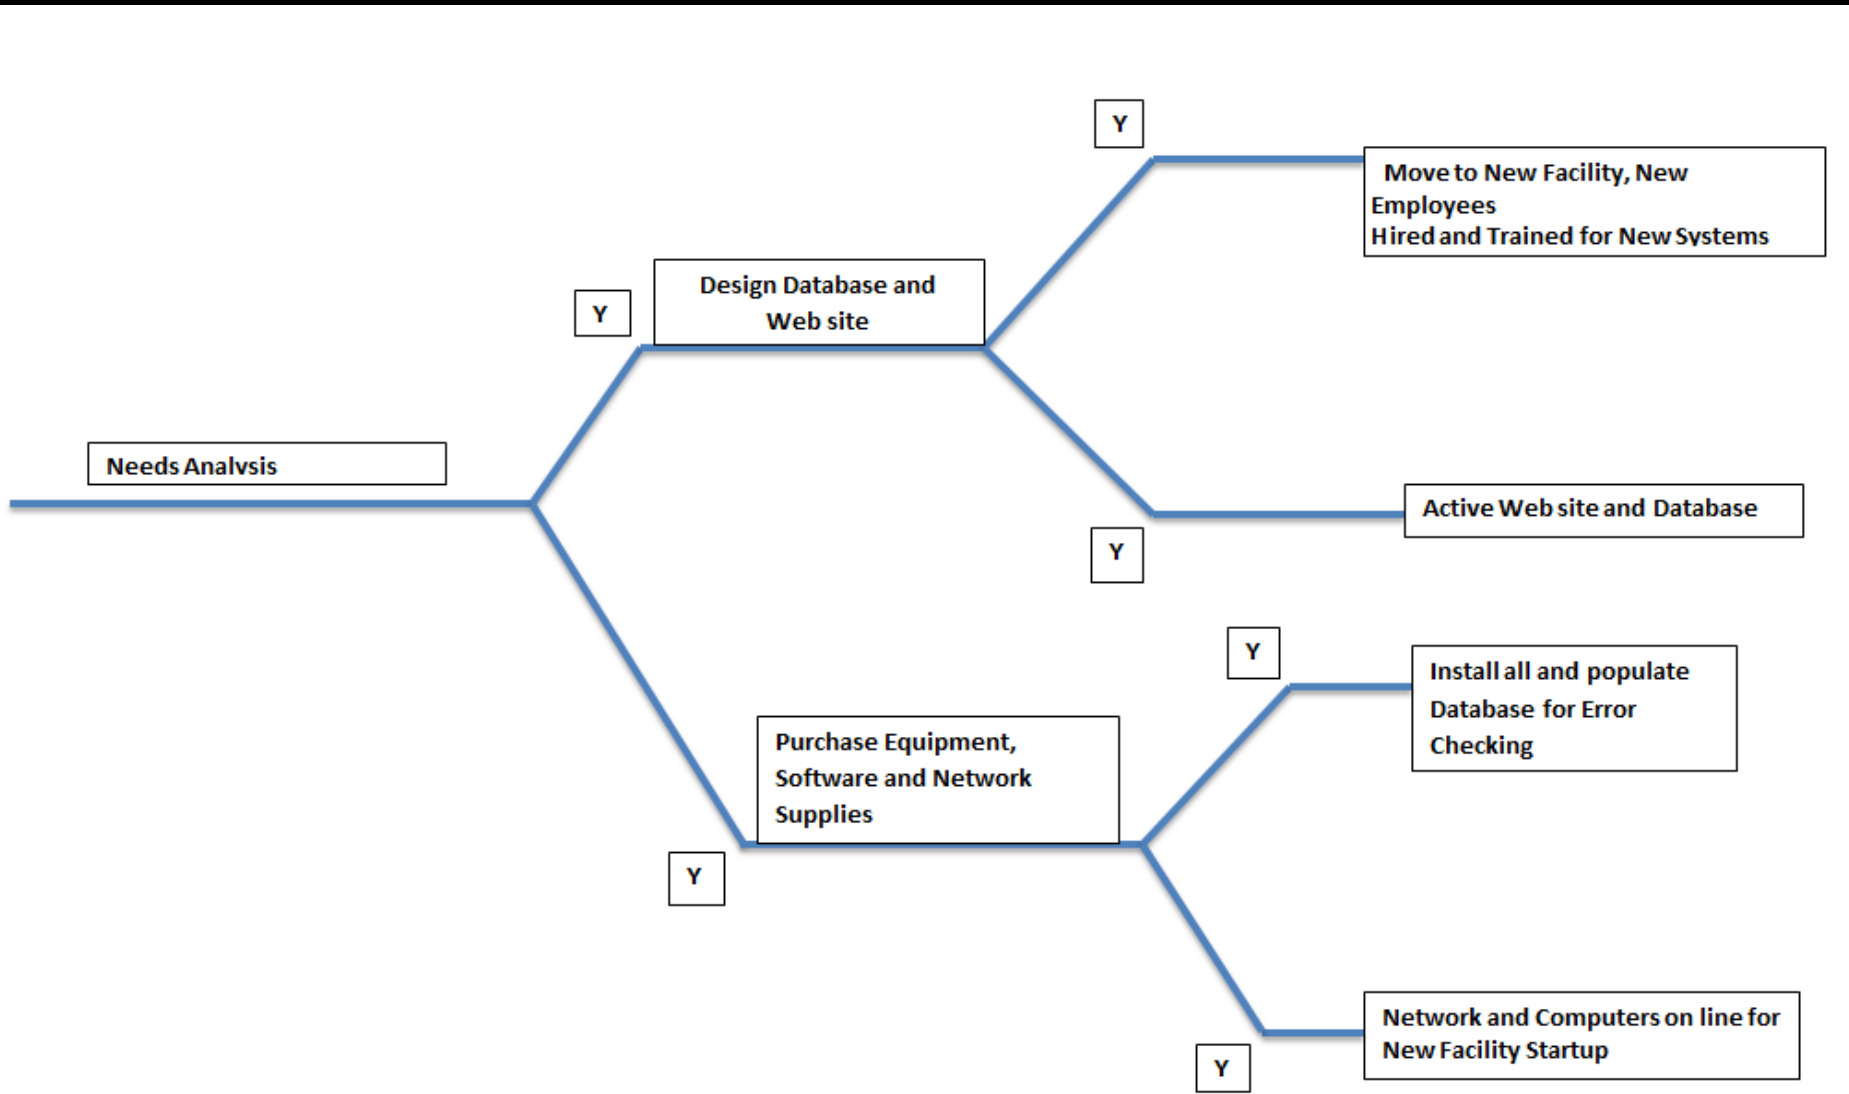 Y
Move to New Facility, New
Employees
Hired and Trained for New Systems
Design Database and
Web site
Y
Needs Analysis
Active Web site and Database
Y
Y
Install all and populate
Database for Error
Checking
Purchase Equipment,
Software and Network
Supplies
Y
Network and Computers on line for
New Facility Startup
Y